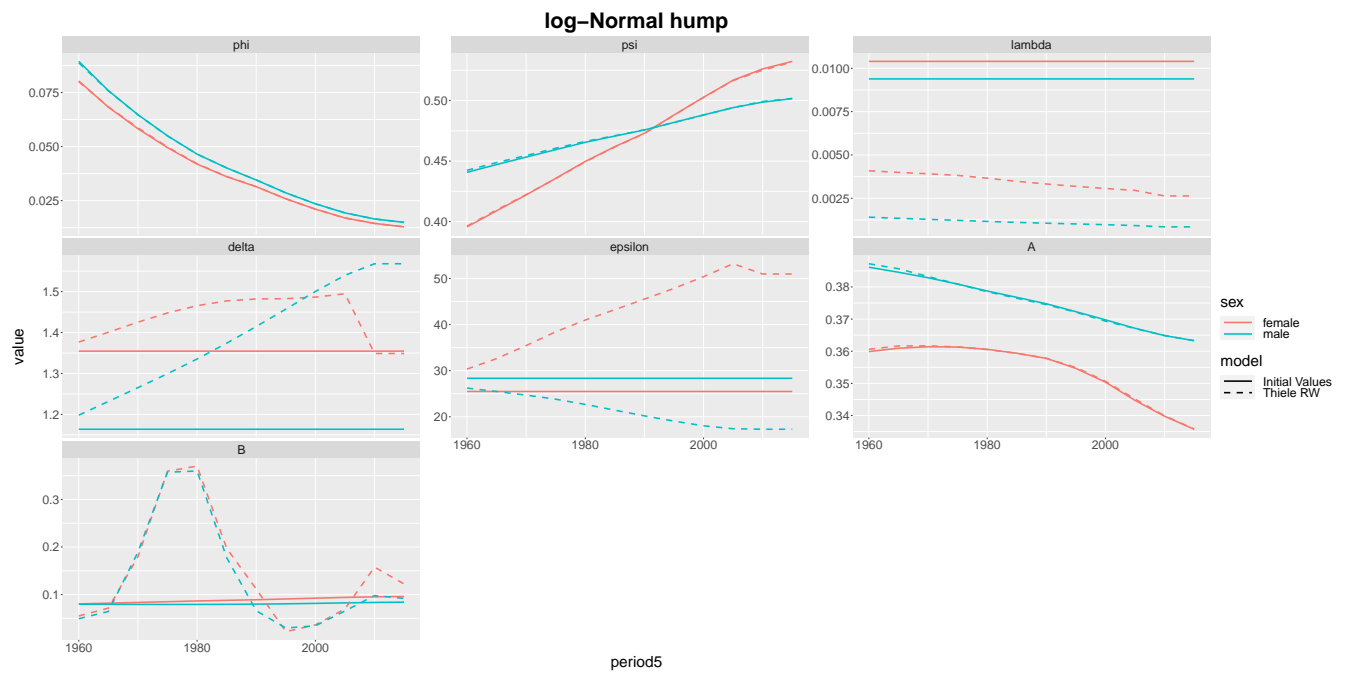 log−Normal hump
phi
psi
lambda
0.075
0.050
0.025
0.50
0.45
0.40
0.0100
0.0075
0.0050
0.0025
delta
epsilon
A
1.5
1.4
1.3
1.2
50
40
30
20
0.38
0.37
0.36
0.35
0.34
1960
1980
2000
1960
1980
2000
B
0.3
0.2
0.1
1960
1980
2000
value
period5
sex
female
male
model
Initial Values
Thiele RW